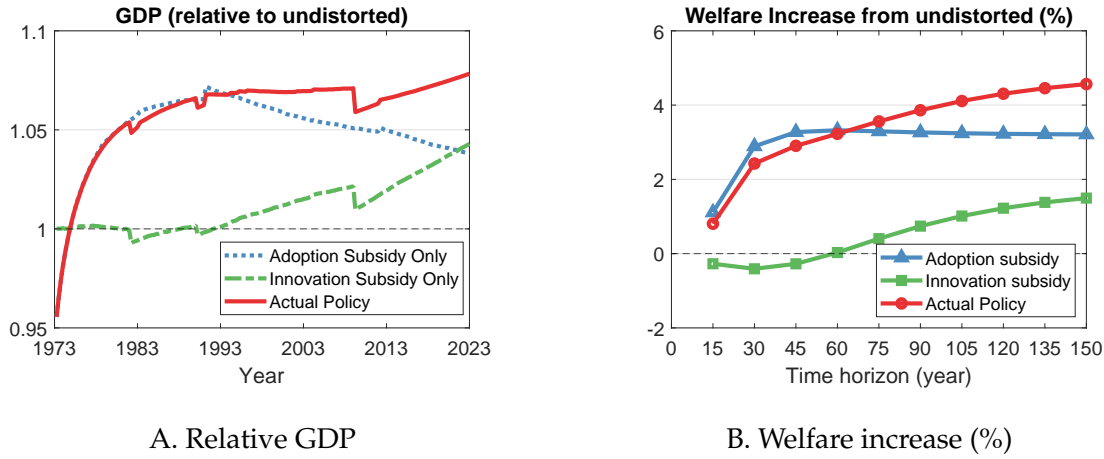 GDP (relative to undistorted)
1.1
1.05
1
0.95
1973 1983 1993 2003 2013 2023
Year
Adoption Subsidy Only
Innovation Subsidy Only
Actual Policy
A. Relative GDP
Welfare Increase from undistorted (%)
6
4
2
0
-2
0 15 30 45 60 75 90 105 120 135 150
Time horizon (year)
Adoption subsidy
Innovation subsidy
Actual Policy
B. Welfare increase (%)